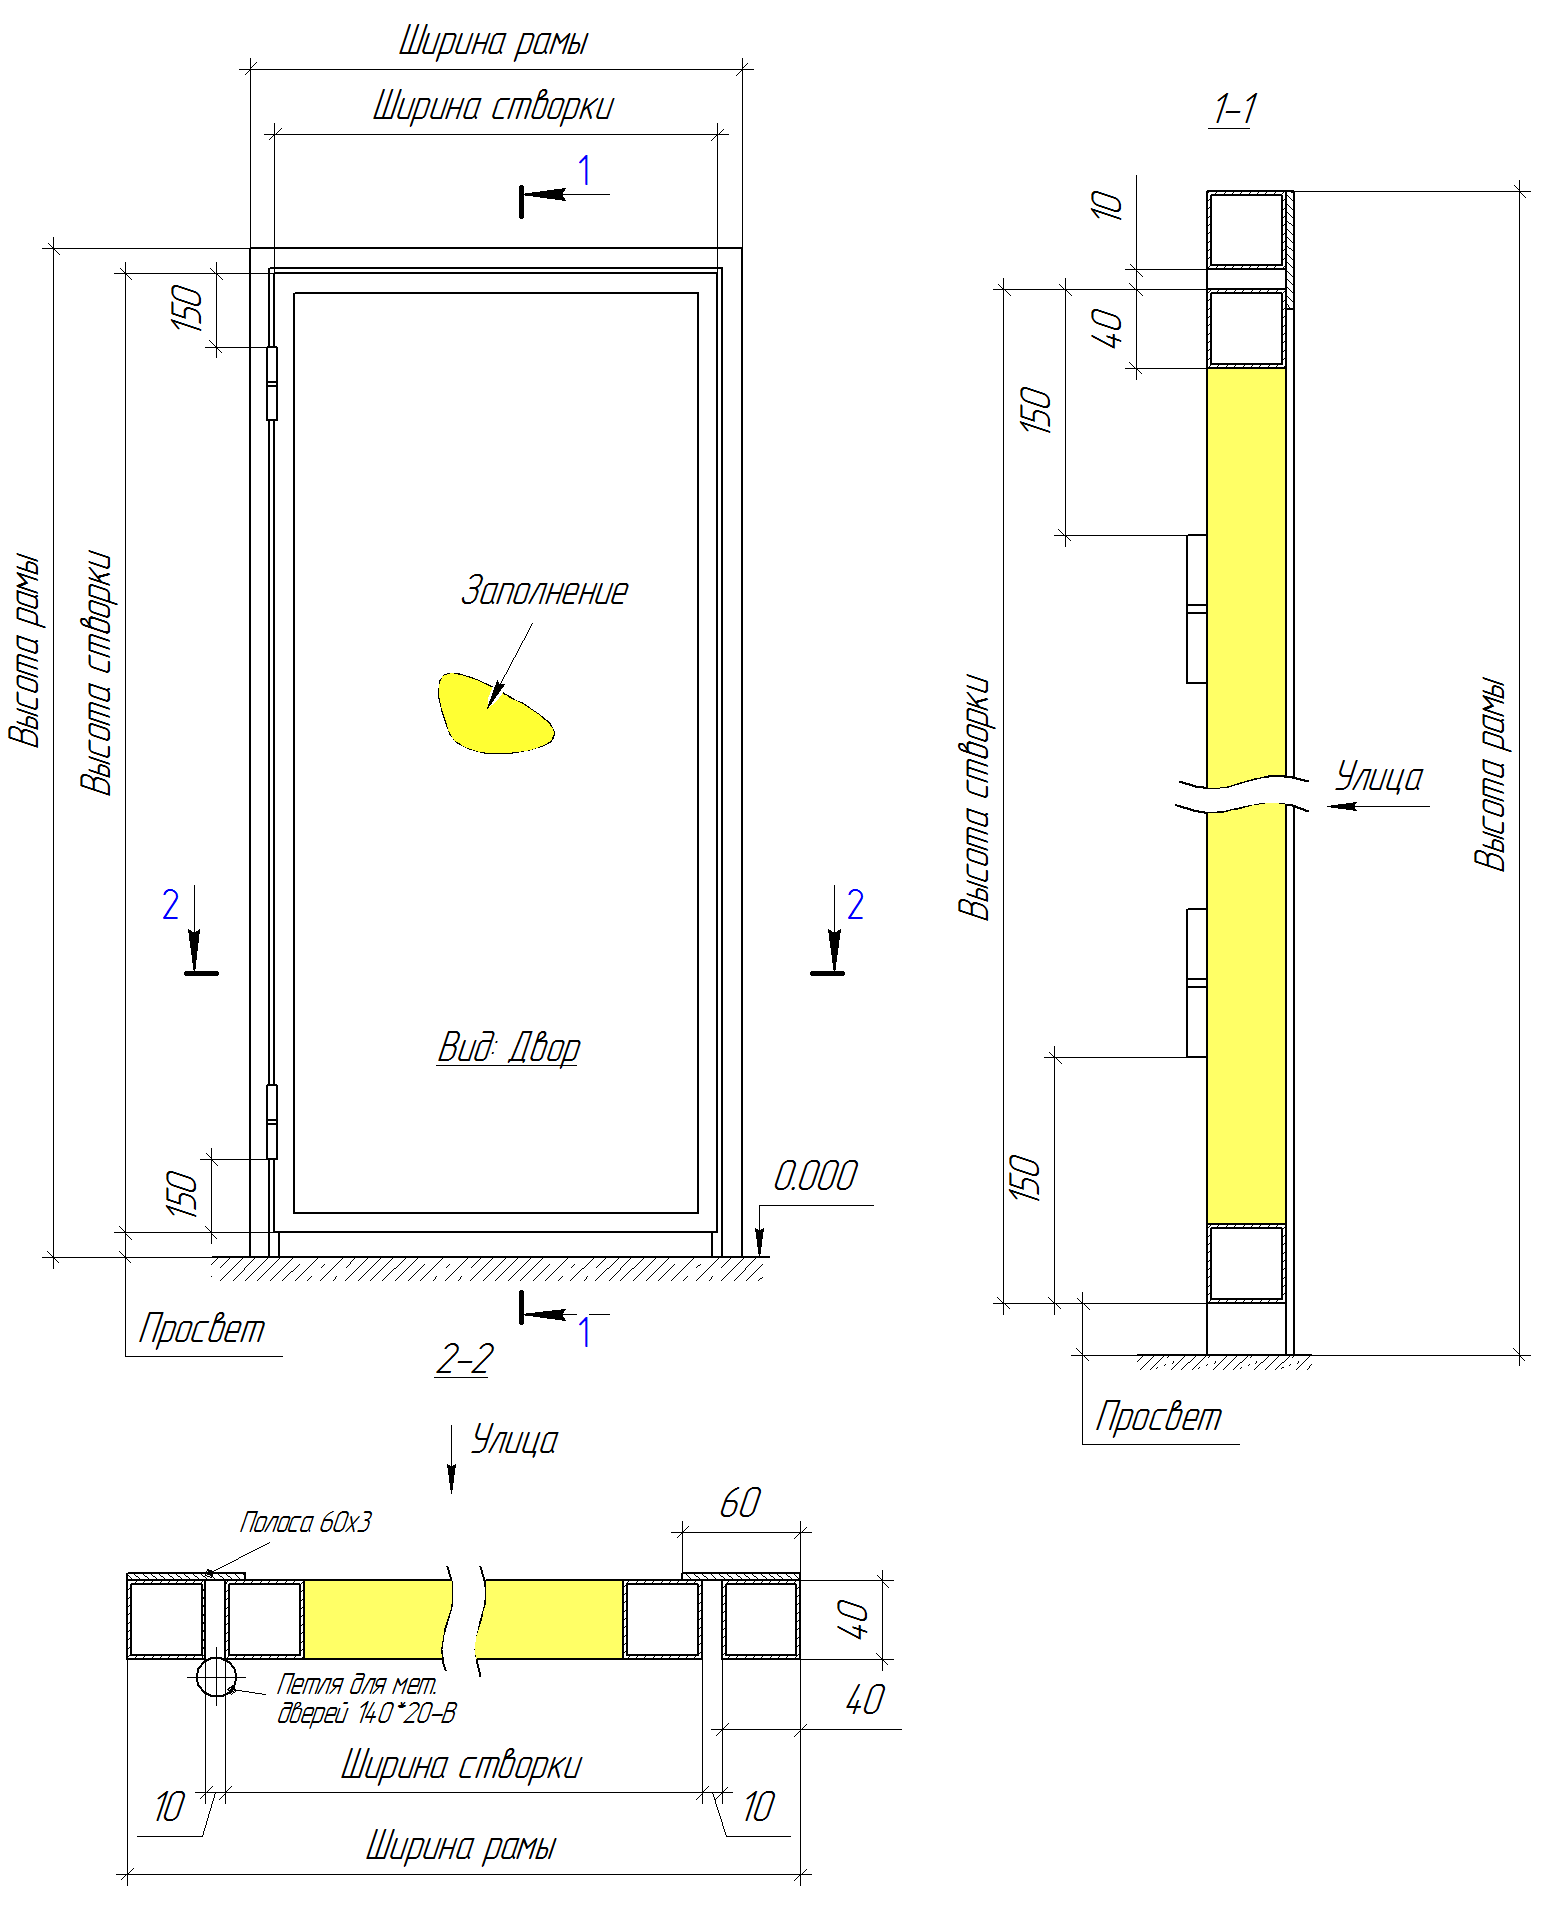 Ширина рамы
Ширина створки
1
150
Высота рамы
Высота створки
Заполнение
2
2
Вид: Двор
150
0.000
Просвет
1
1-1
10
40
150
Высота створки
Улица
Высота рамы
150
Просвет
2-2
Улица
Полоса 60х3
60
40
Петля для мет.
дверей 140*20-В
40
Ширина створки
10
10
Ширина рамы